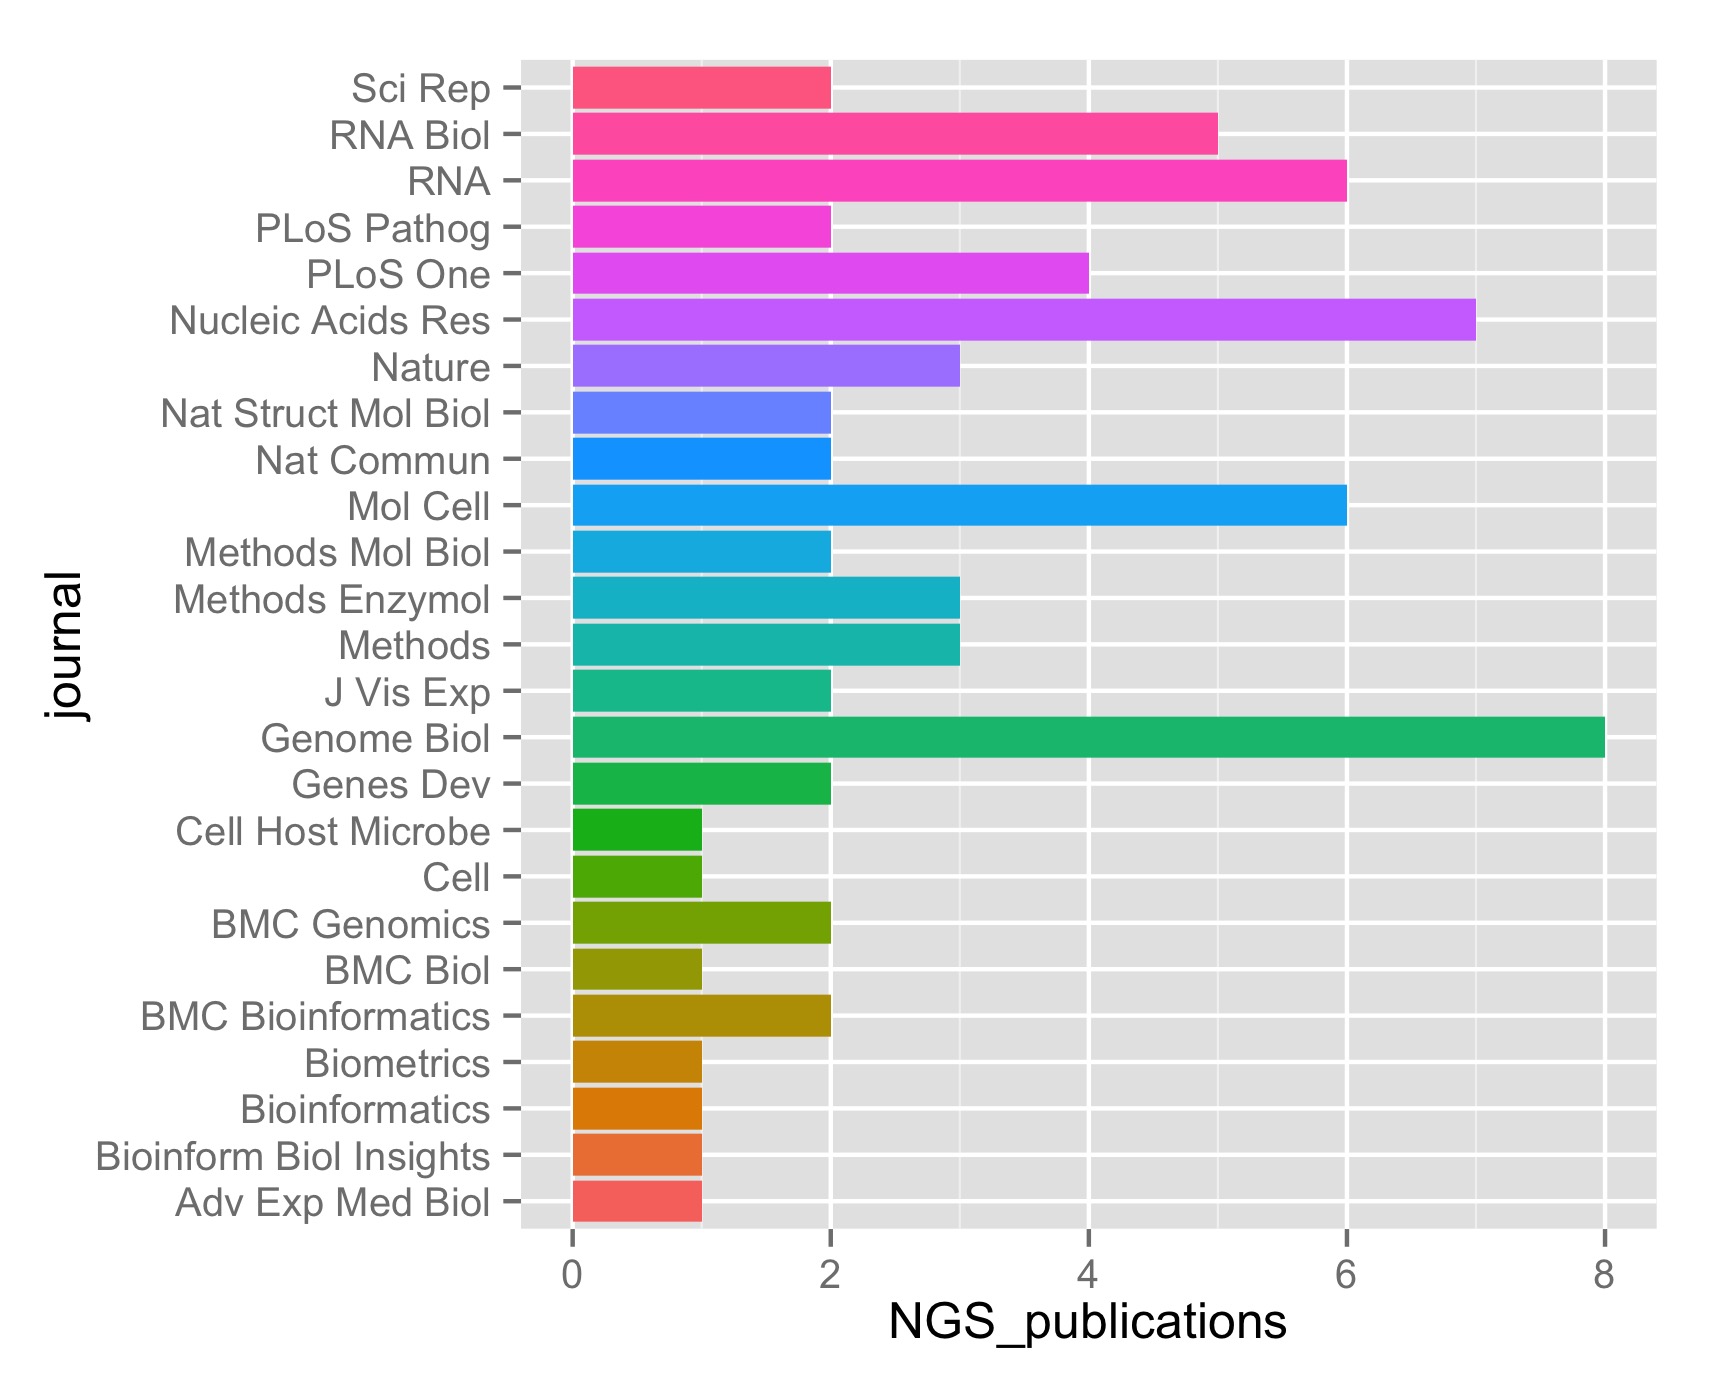 Sci Rep
RNA Biol
RNA
PLoS Pathog
PLoS One
Nucleic Acids Res
Nature
Nat Struct Mol Biol
Nat Commun
Mol Cell
Methods Mol Biol
Methods Enzymol
Methods
J Vis Exp
Genome Biol
Genes Dev
Cell Host Microbe
Cell
BMC Genomics
BMC Biol
BMC Bioinformatics
Biometrics
Bioinformatics
Bioinform Biol Insights
Adv Exp Med Biol
journal
0 2 4 6 8
NGS_publications